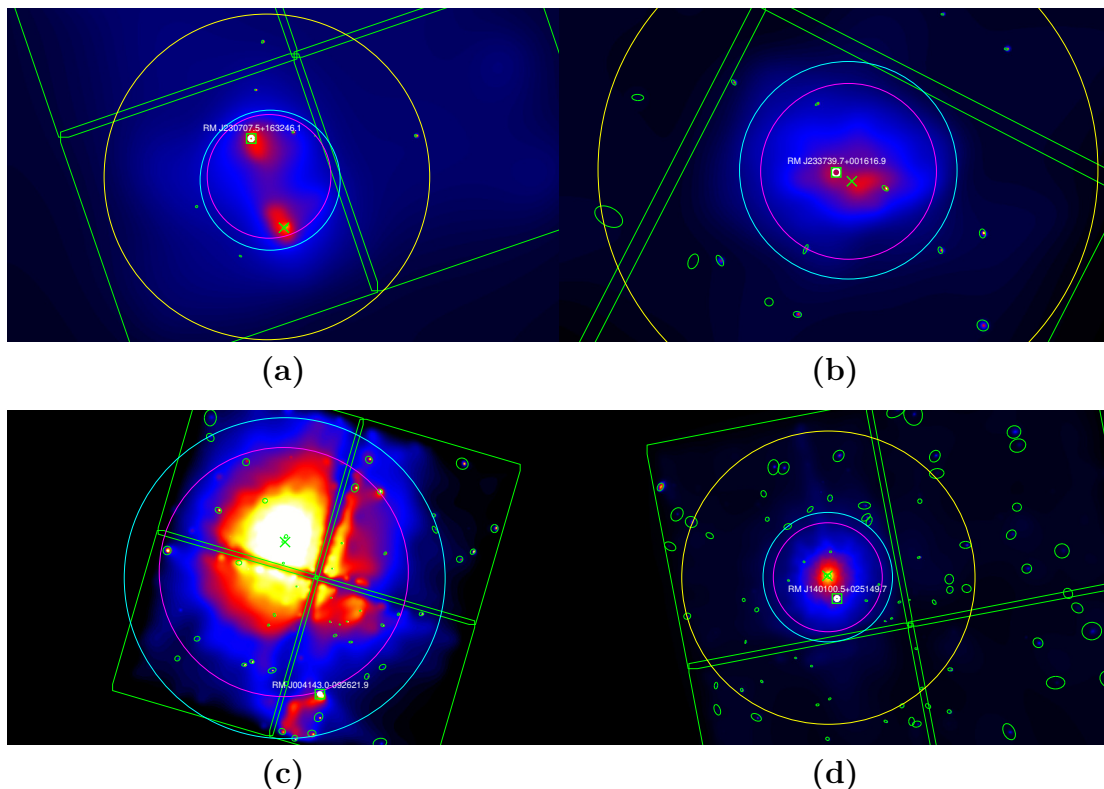 RM J230707.5+163246.1
RM J233739.7+001616.9
(a)
(b)
RM J004143.0-092621.9
RM J140100.5+025149.7
(c)
(d)